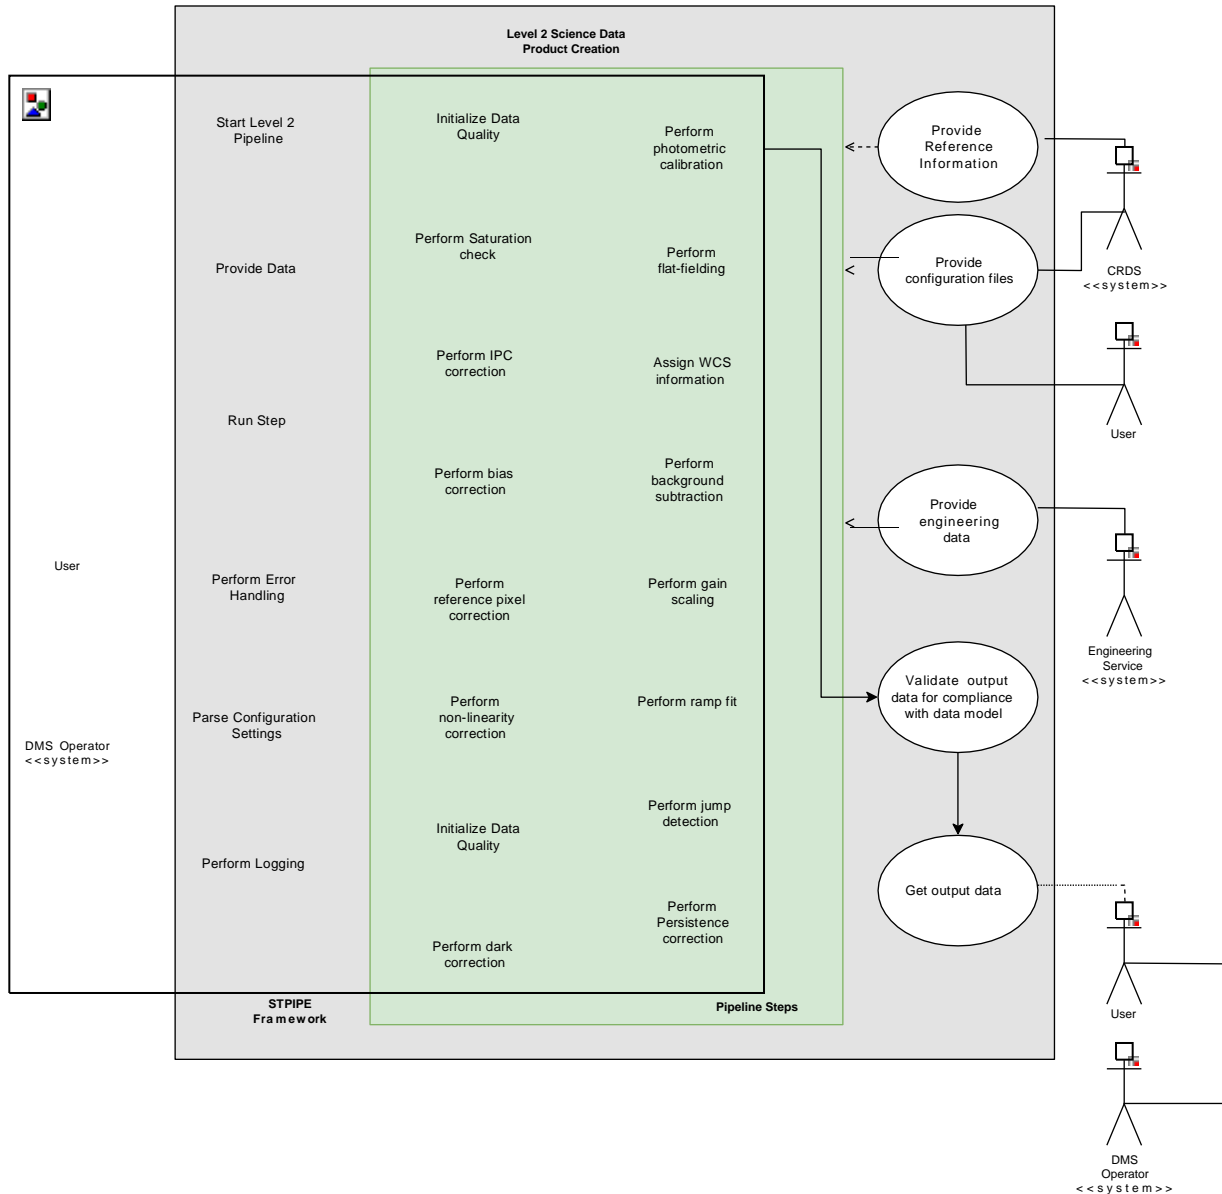 Level 2 Science Data
Product Creation
Start Level 2
Pipeline
Provide Data
Run Step
User
Perform Error
Handling
Parse Configuration
Settings
DMS Operator
<<system>>
Perform Logging
STPIPE
Framework
Initialize Data
Quality
Perform Saturation
check
Perform IPC
correction
Perform bias
correction
Perform
reference pixel
correction
Perform
non-linearity
correction
Initialize Data
Quality
Perform dark
correction
Perform
photometric
calibration
Perform
flat-fielding
Assign WCS
information
Perform
background
subtraction
Perform gain
scaling
Perform ramp fit
Perform jump
detection
Perform
Persistence
correction
Pipeline Steps
Provide
Reference
Information
Provide
configuration files
Provide
engineering
data
Validate output
data for compliance
with data model
Get output data
CRDS
<<system>>
User
Engineering
Service
<<system>>
User
DMS
Operator
<<system>>